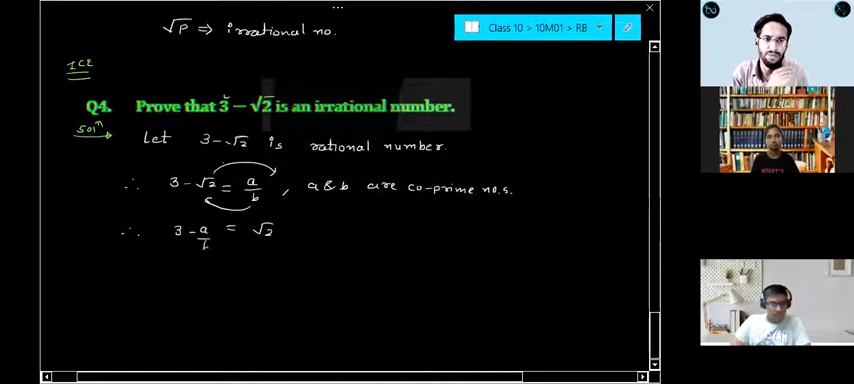 √P ⇒ irrational no.
Class 10 > 10M01 > RB
ICE
Q4. Prove that 3 − √2 is an irrational number.
Solⁿ
Let 3 − √2 is rational number.
∴ 3 − √2 = a/b , a & b are co-prime no.s.
∴ 3 − a/b = √2